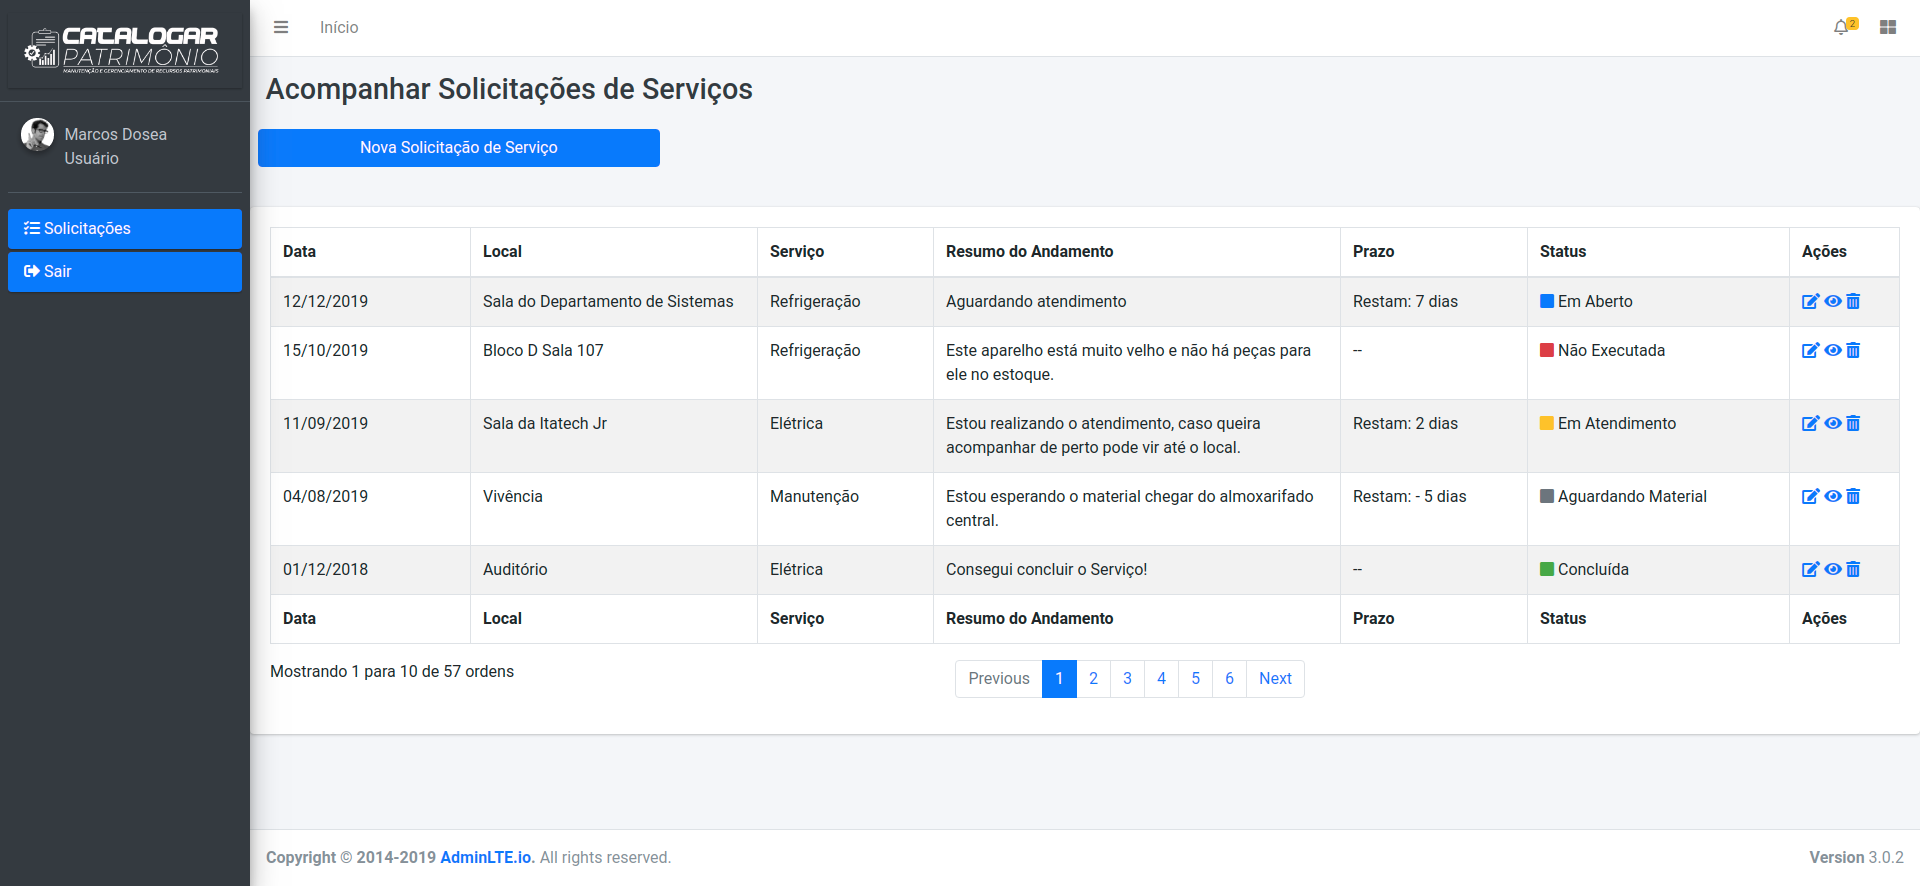 CATALOGAR
PATRIMÔNIO
MANUTENÇÃO E GERENCIAMENTO DE RECURSOS PATRIMONIAIS
Início
2
Marcos Dosea
Usuário
Solicitações
Sair
Acompanhar Solicitações de Serviços
Nova Solicitação de Serviço
Data Local Serviço Resumo do Andamento Prazo Status Ações
12/12/2019 Sala do Departamento de Sistemas Refrigeração Aguardando atendimento Restam: 7 dias Em Aberto
15/10/2019 Bloco D Sala 107 Refrigeração Este aparelho está muito velho e não há peças para -- Não Executada
ele no estoque.
11/09/2019 Sala da Itatech Jr Elétrica Estou realizando o atendimento, caso queira Restam: 2 dias Em Atendimento
acompanhar de perto pode vir até o local.
04/08/2019 Vivência Manutenção Estou esperando o material chegar do almoxarifado Restam: - 5 dias Aguardando Material
central.
01/12/2018 Auditório Elétrica Consegui concluir o Serviço! -- Concluída
Data Local Serviço Resumo do Andamento Prazo Status Ações
Mostrando 1 para 10 de 57 ordens
Previous 1 2 3 4 5 6 Next
Copyright © 2014-2019 AdminLTE.io. All rights reserved.
Version 3.0.2